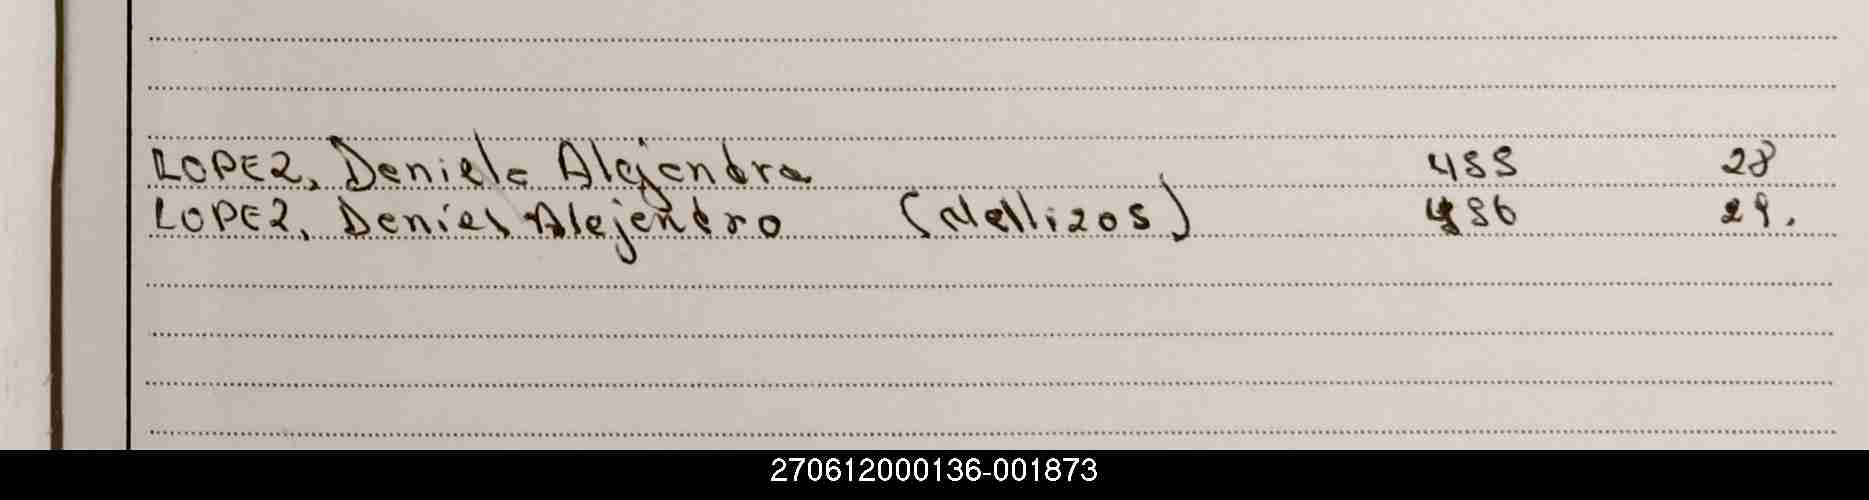 LOPEZ, Daniela Alejandra 455 28
LOPEZ, Daniel Alejandro (Mellizos) 456 29.
270612000136-001873